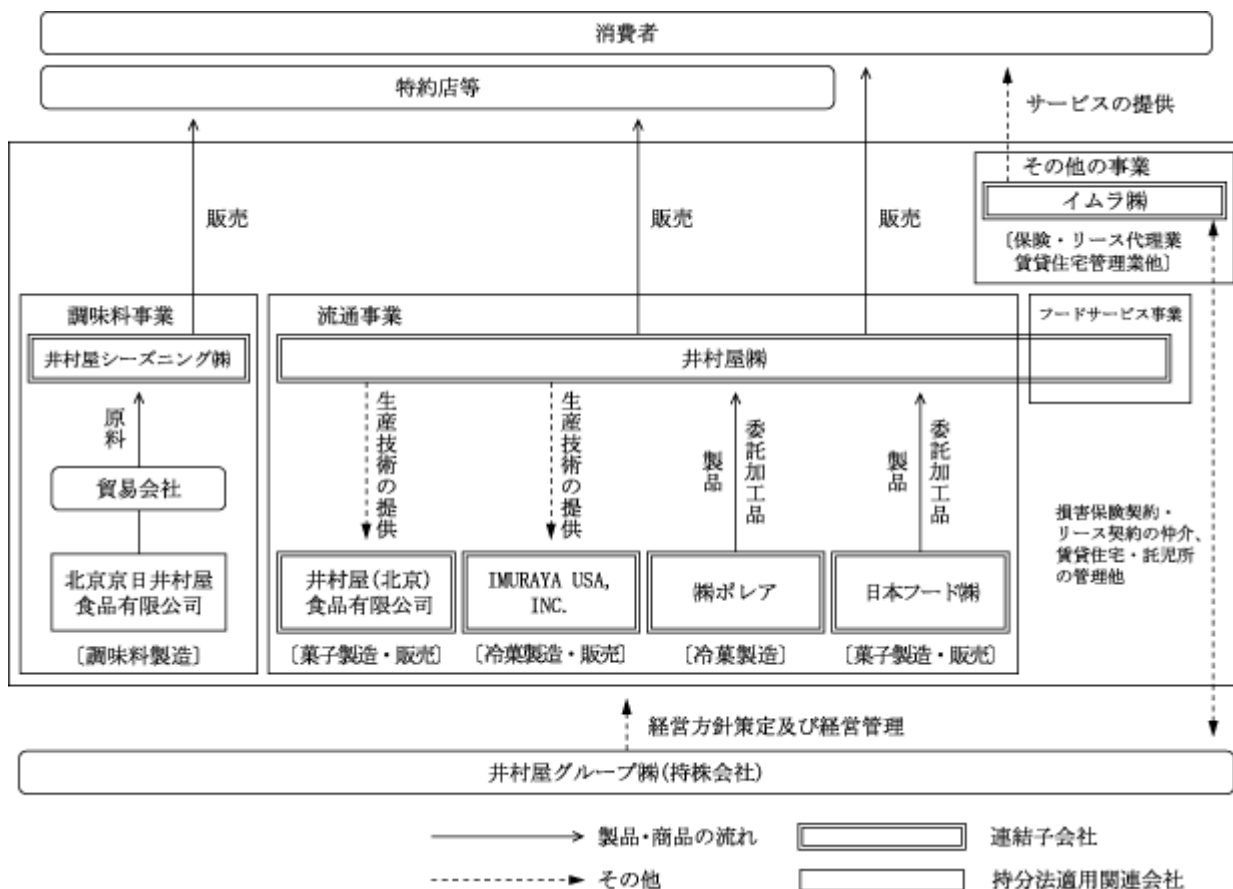 消費者
特約店等
サービスの提供
その他の事業
イムラ㈱
〔保険・リース代理業
賃貸住宅管理業他〕
販売
販売
販売
調味料事業
流通事業
フードサービス事業
井村屋シーズニング㈱
井村屋㈱
原料
生産技術の提供
生産技術の提供
製品
委託加工品
製品
委託加工品
貿易会社
損害保険契約・
リース契約の仲介、
賃貸住宅・託児所
の管理他
北京京日井村屋
食品有限公司
井村屋(北京)
食品有限公司
IMURAYA USA,
INC.
㈱ポレア
日本フード㈱
〔調味料製造〕
〔菓子製造・販売〕
〔冷菓製造・販売〕
〔冷菓製造〕
〔菓子製造・販売〕
経営方針策定及び経営管理
井村屋グループ㈱(持株会社)
製品・商品の流れ
連結子会社
その他
持分法適用関連会社